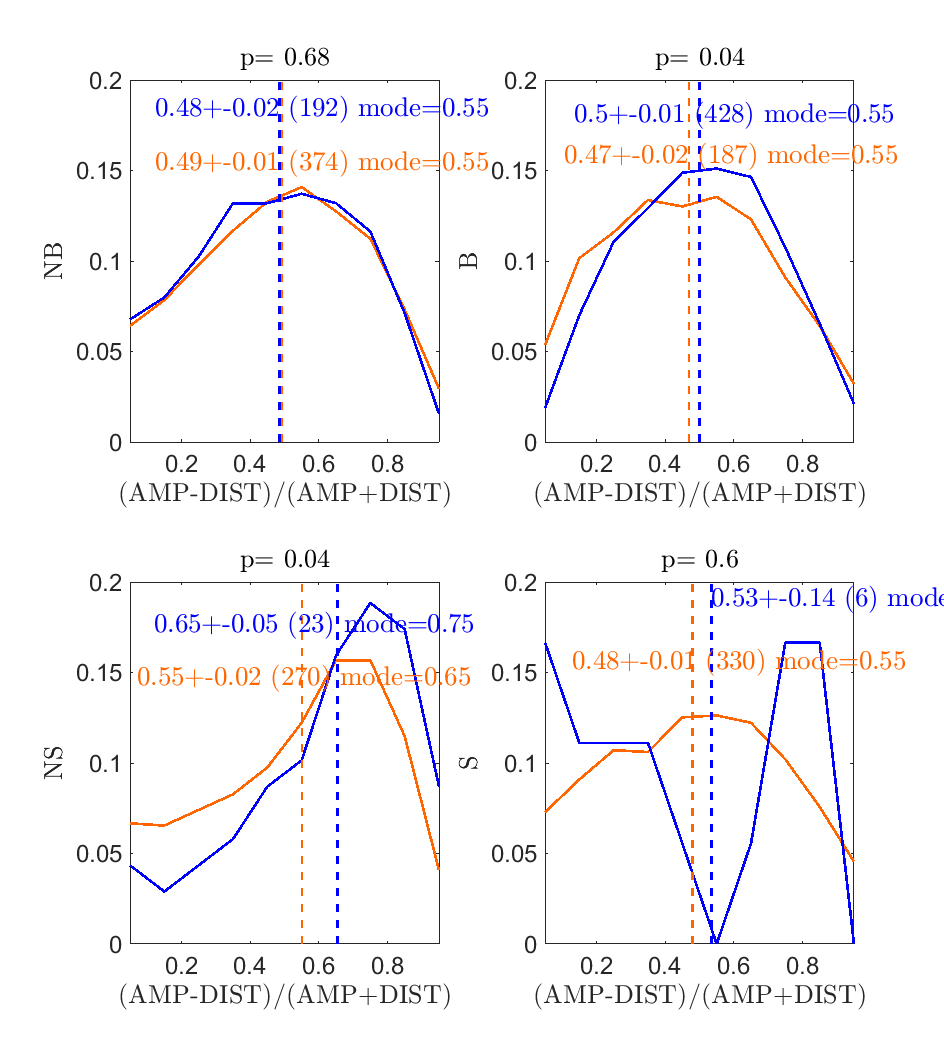 p= 0.68
0.2
0.15
0.1
0.05
0
NB
0.48+-0.02 (192) mode=0.55
0.49+-0.01 (374) mode=0.55
0.2 0.4 0.6 0.8
(AMP-DIST)/(AMP+DIST)
p= 0.04
0.2
0.15
0.1
0.05
0
B
0.5+-0.01 (428) mode=0.55
0.47+-0.02 (187) mode=0.55
0.2 0.4 0.6 0.8
(AMP-DIST)/(AMP+DIST)
p= 0.04
0.2
0.15
0.1
0.05
0
NS
0.65+-0.05 (23) mode=0.75
0.55+-0.02 (270) mode=0.65
0.2 0.4 0.6 0.8
(AMP-DIST)/(AMP+DIST)
p= 0.6
0.2
0.15
0.1
0.05
0
S
0.53+-0.14 (6) mode
0.48+-0.01 (330) mode=0.55
0.2 0.4 0.6 0.8
(AMP-DIST)/(AMP+DIST)